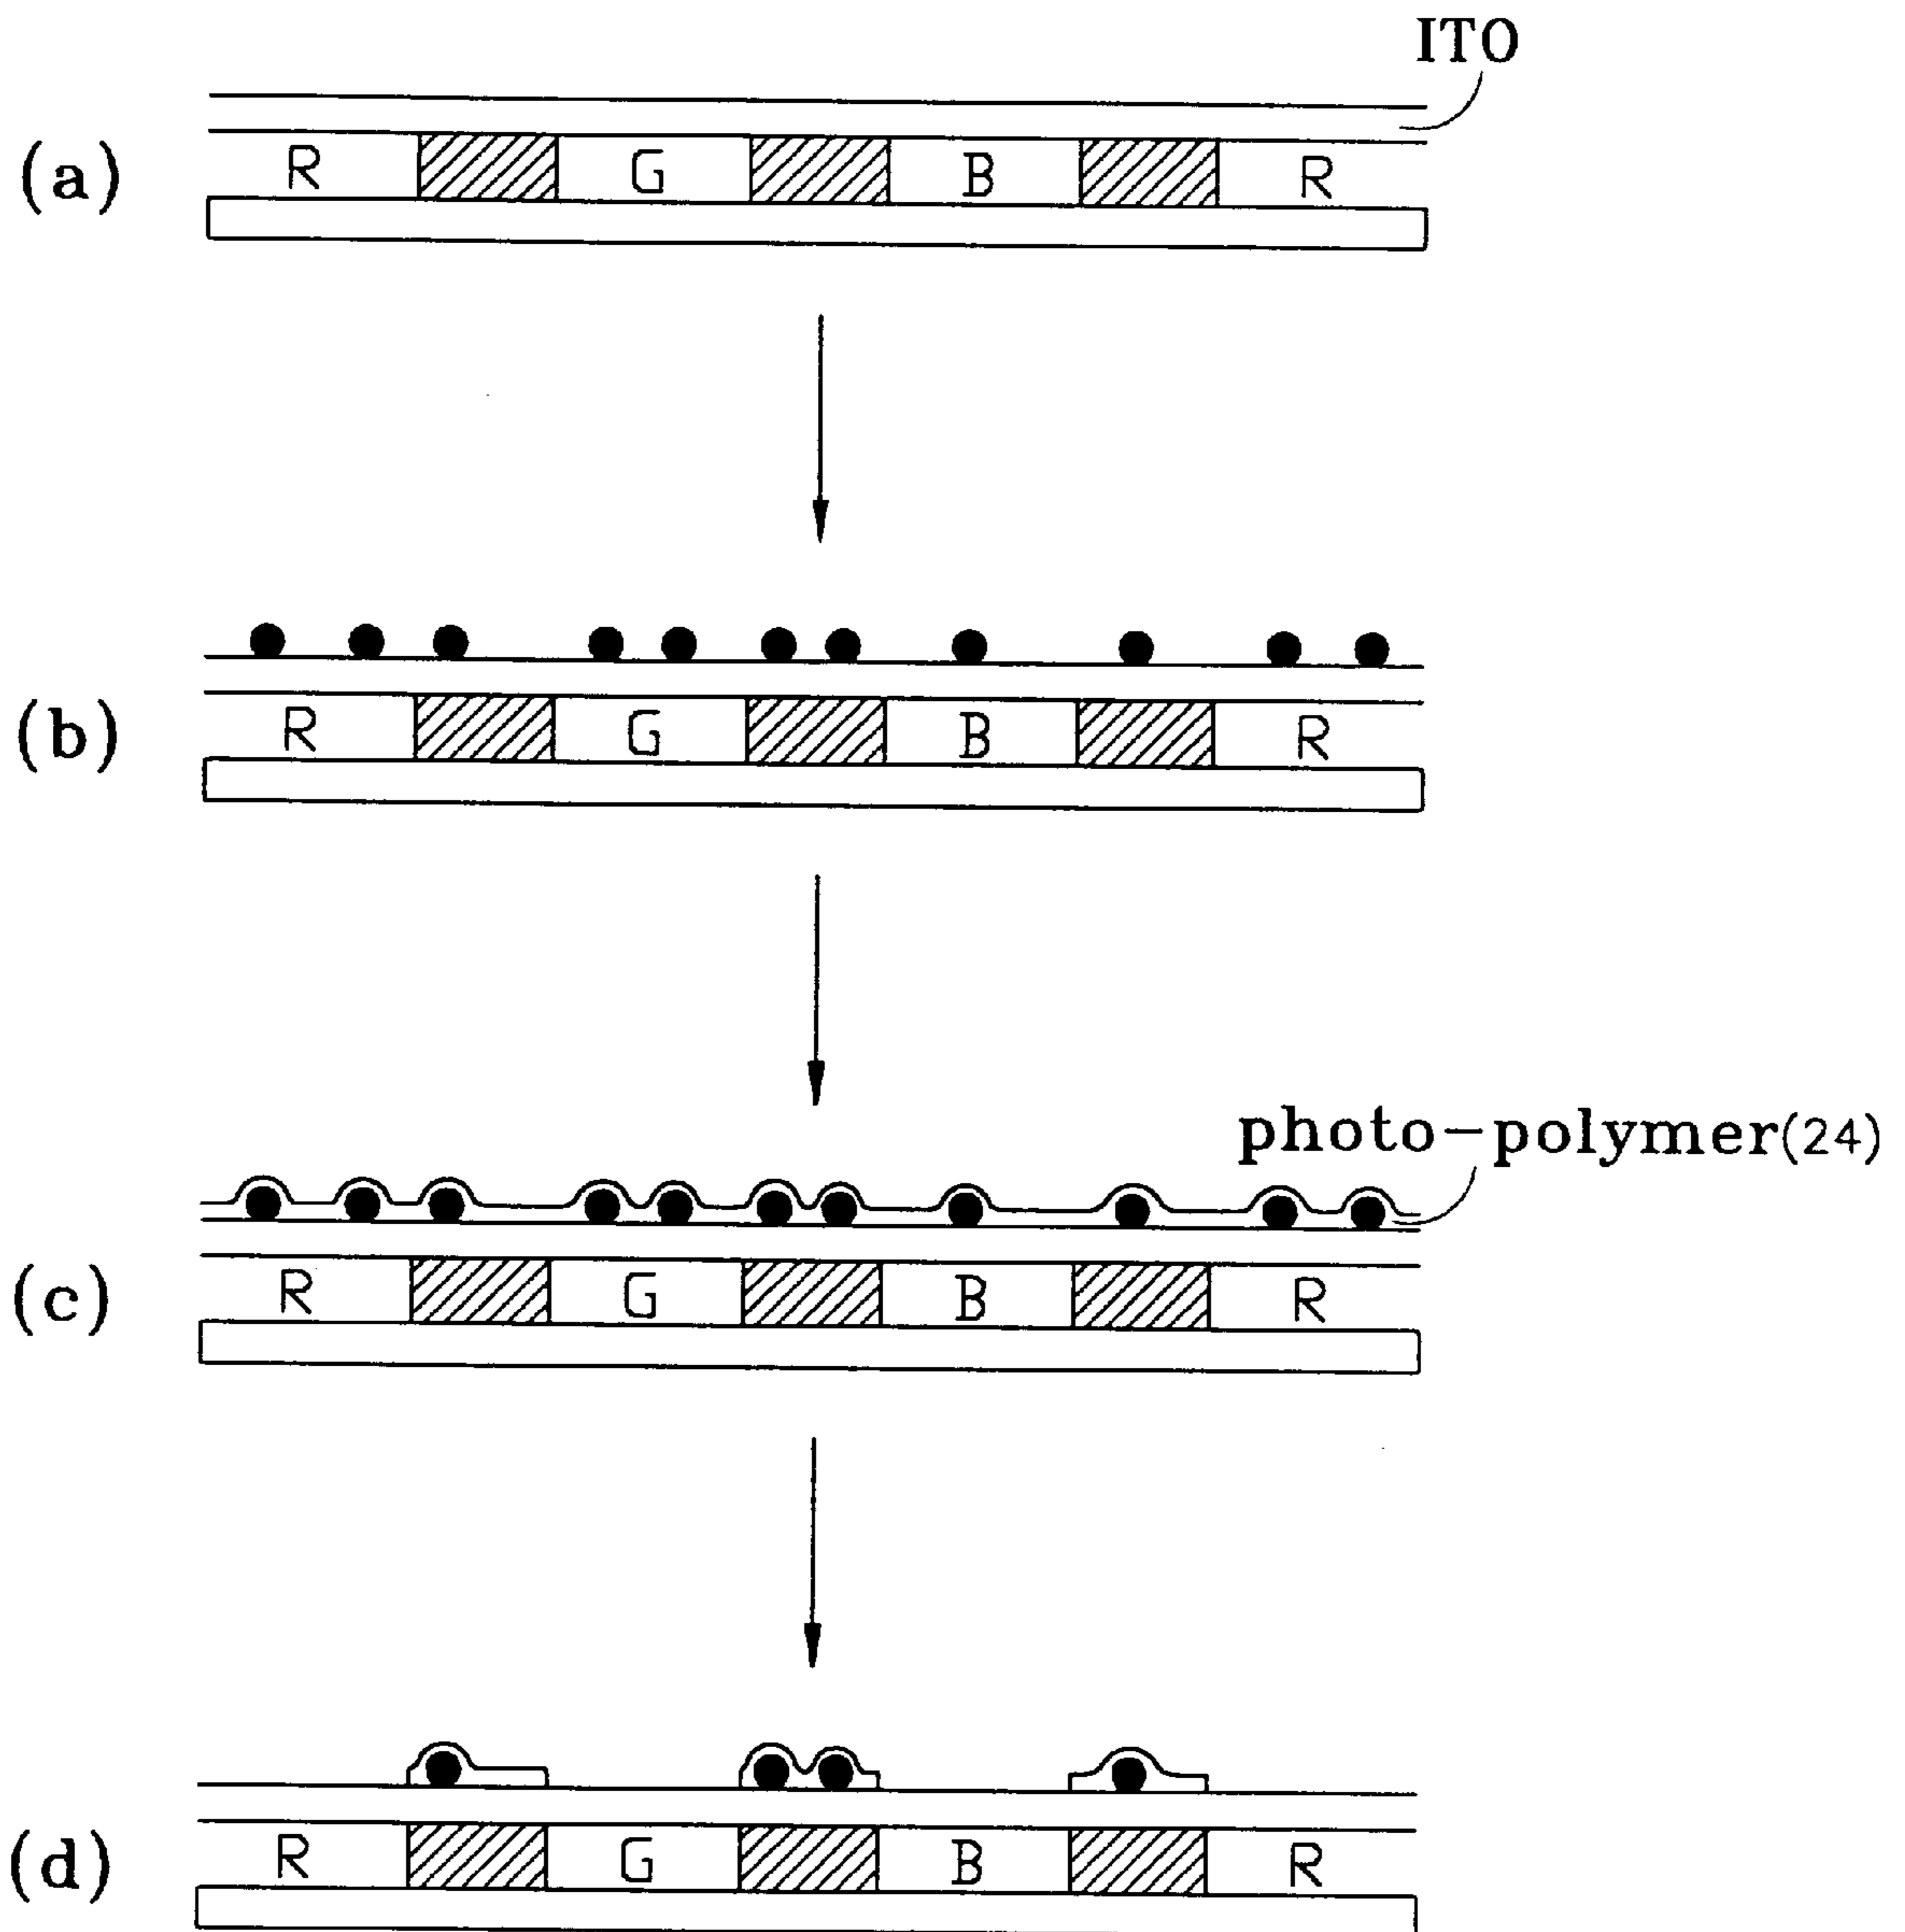 ITO
(a)
R G B R
(b)
R G B R
photo-polymer(24)
(c)
R G B R
(d)
R G B R